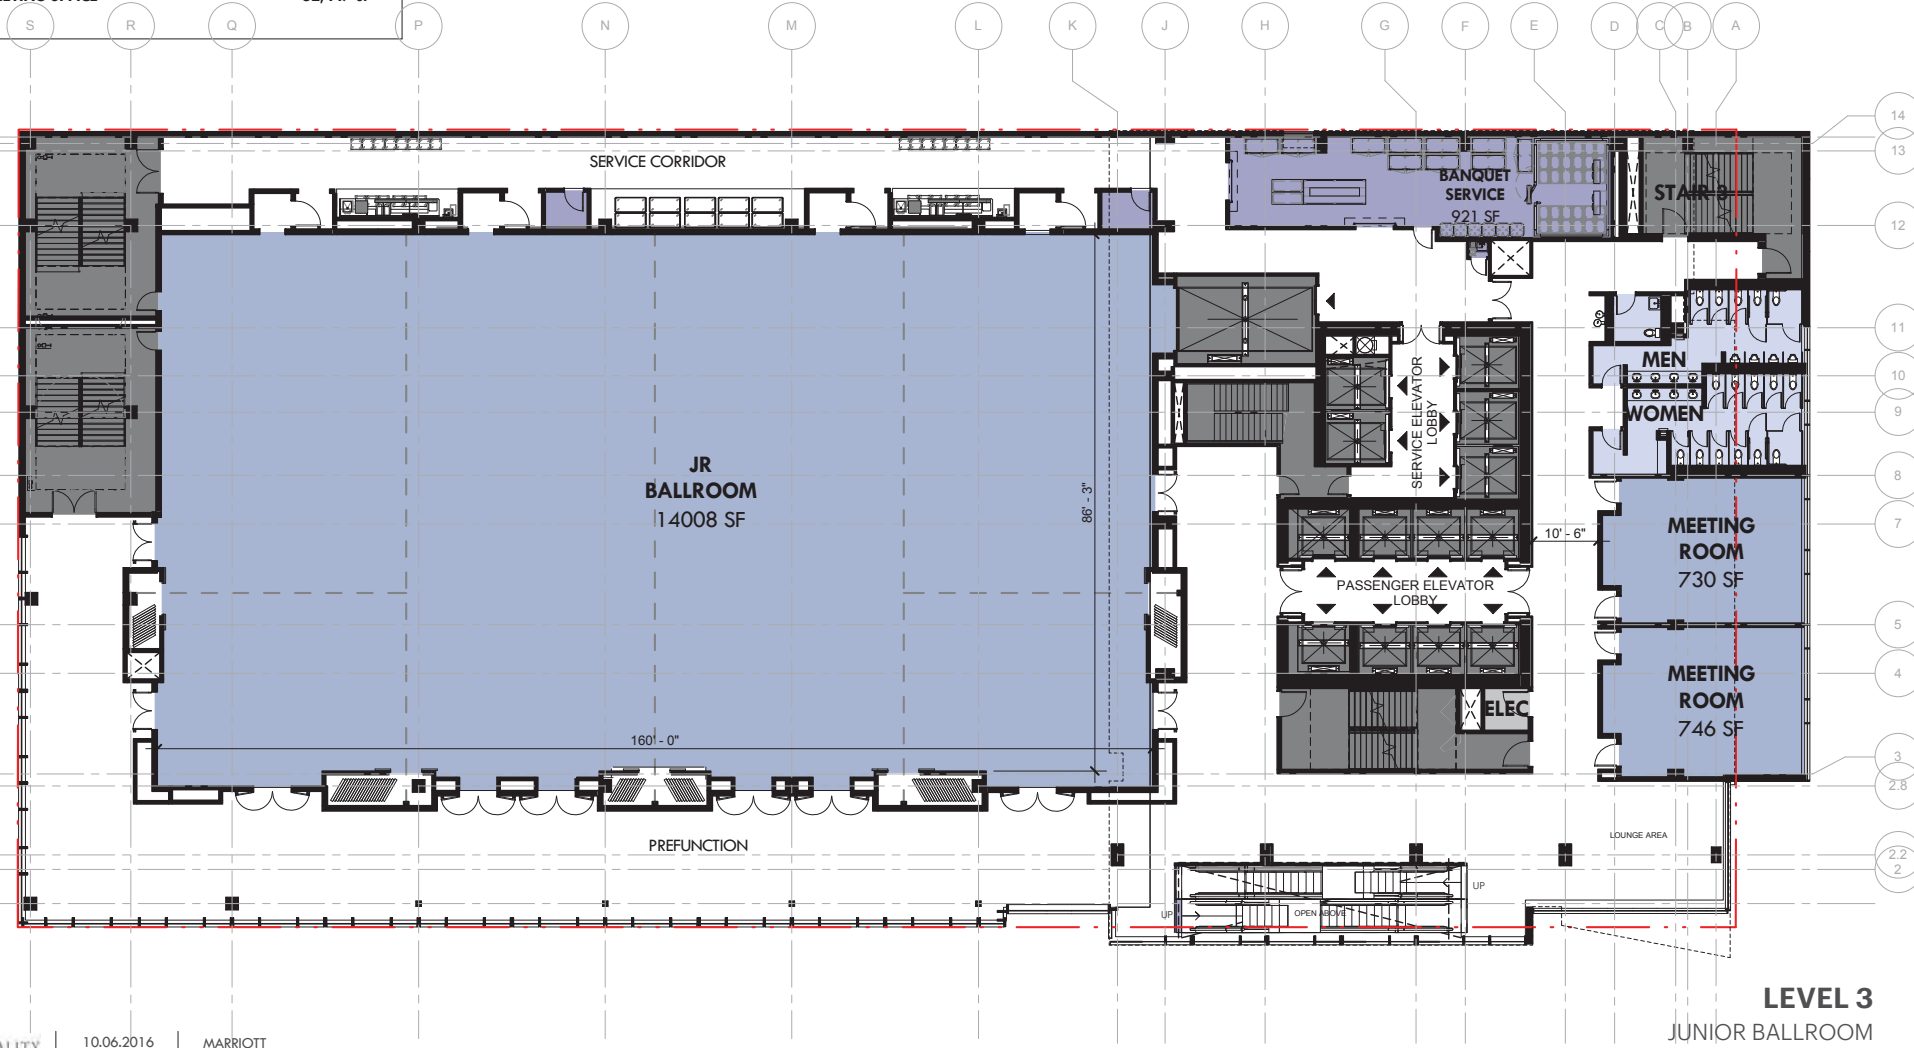 S R Q P N M L K J H G F E D C B A
14
13
SERVICE CORRIDOR
BANQUET
SERVICE
921 SF
STAIR 3
12
11
MEN
10
SERVICE ELEVATOR
LOBBY
WOMEN
9
JR
BALLROOM
14008 SF
86' - 3"
8
7
10' - 6"
MEETING
ROOM
730 SF
PASSENGER ELEVATOR
LOBBY
5
MEETING
ROOM
746 SF
4
ELEC
160' - 0"
3
2.8
PREFUNCTION
LOUNGE AREA
2.2
2
UP
UP
OPEN ABOVE
LEVEL 3
JUNIOR BALLROOM
10.06.2016
MARRIOTT